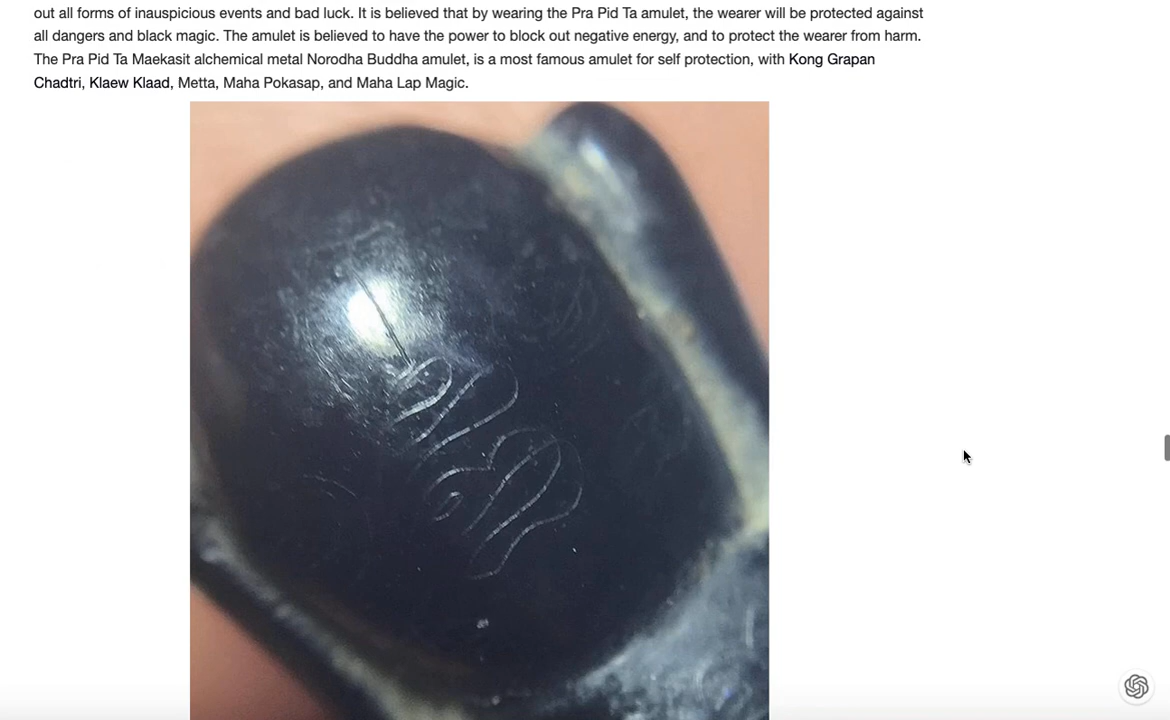 out all forms of inauspicious events and bad luck. It is believed that by wearing the Pra Pid Ta amulet, the wearer will be protected against
all dangers and black magic. The amulet is believed to have the power to block out negative energy, and to protect the wearer from harm.
The Pra Pid Ta Maekasit alchemical metal Norodha Buddha amulet, is a most famous amulet for self protection, with Kong Grapan
Chadtri, Klaew Klaad, Metta, Maha Pokasap, and Maha Lap Magic.